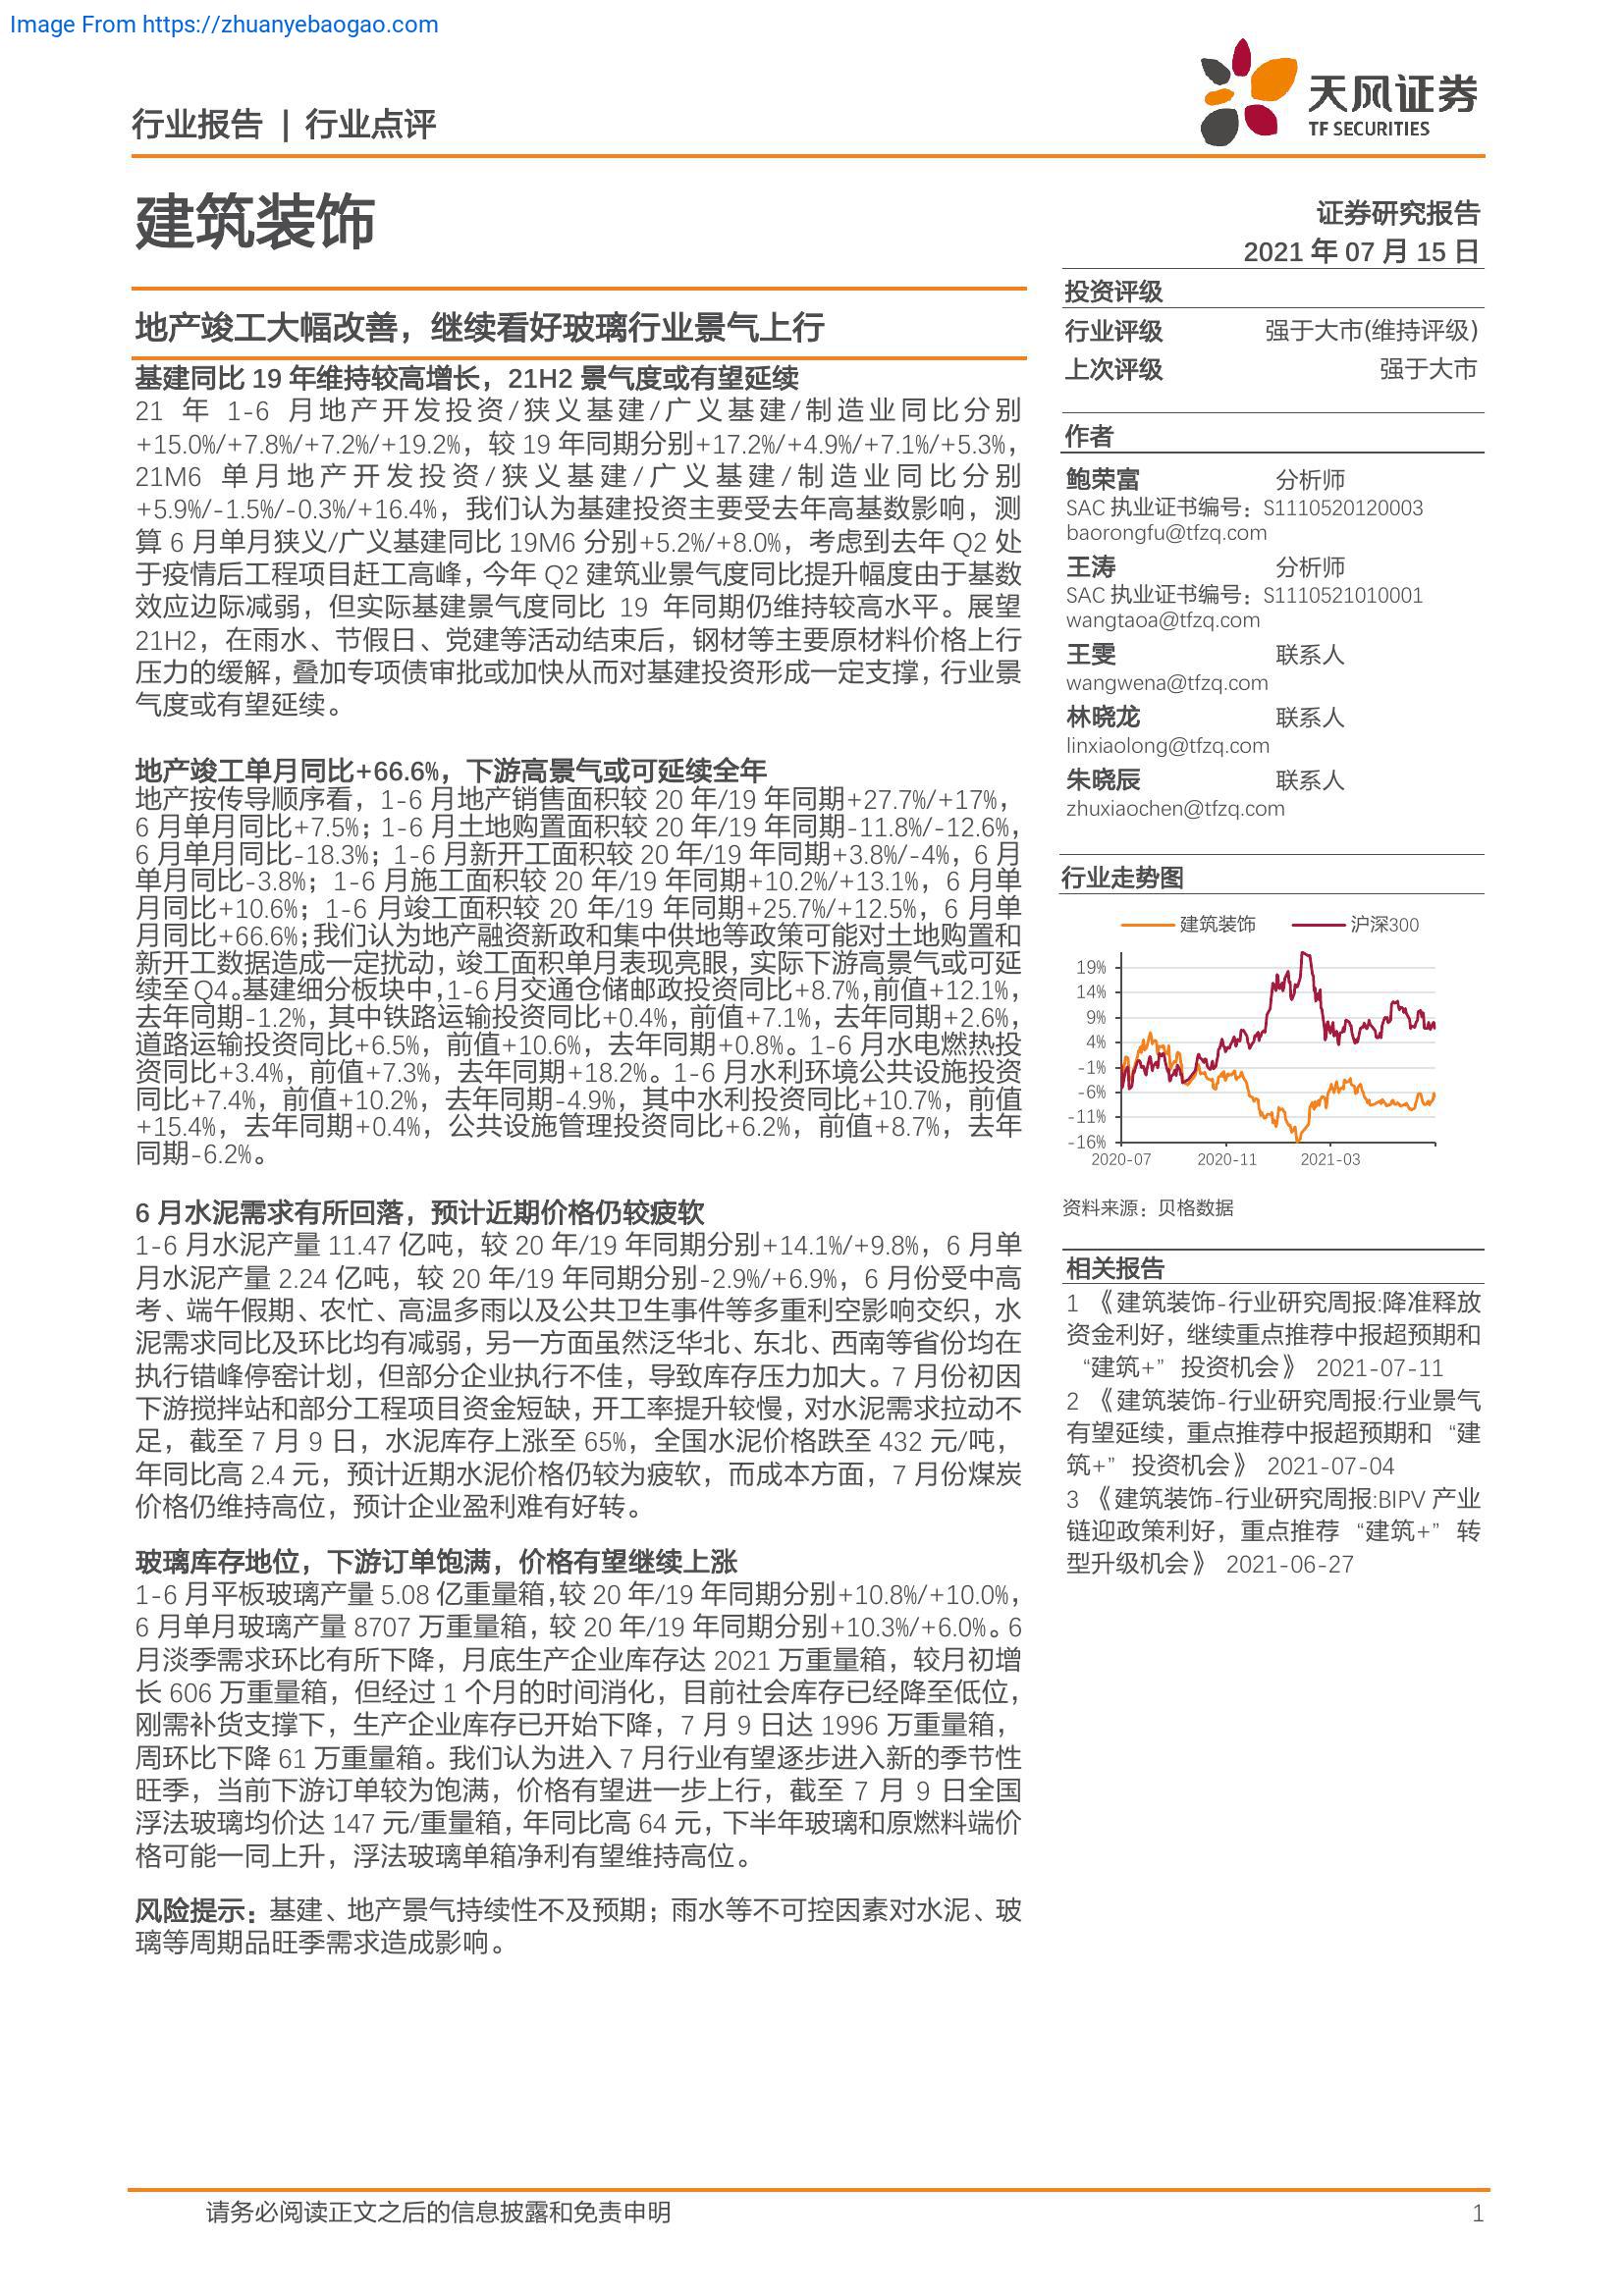 Image From https://zhuanyebaogao.com
行业报告 | 行业点评
天风证券
TF SECURITIES
建筑装饰
证券研究报告
2021 年 07 月 15 日
地产竣工大幅改善，继续看好玻璃行业景气上行
基建同比 19 年维持较高增长，21H2 景气度或有望延续
21 年 1-6 月地产开发投资/狭义基建/广义基建/制造业同比分别
+15.0%/+7.8%/+7.2%/+19.2%，较 19 年同期分别+17.2%/+4.9%/+7.1%/+5.3%，
21M6 单月地产开发投资/狭义基建/广义基建/制造业同比分别
+5.9%/-1.5%/-0.3%/+16.4%，我们认为基建投资主要受去年高基数影响，测
算 6 月单月狭义/广义基建同比 19M6 分别+5.2%/+8.0%，考虑到去年 Q2 处
于疫情后工程项目赶工高峰，今年 Q2 建筑业景气度同比提升幅度由于基数
效应边际减弱，但实际基建景气度同比 19 年同期仍维持较高水平。展望
21H2，在雨水、节假日、党建等活动结束后，钢材等主要原材料价格上行
压力的缓解，叠加专项债审批或加快从而对基建投资形成一定支撑，行业景
气度或有望延续。
地产竣工单月同比+66.6%，下游高景气或可延续全年
地产按传导顺序看，1-6 月地产销售面积较 20 年/19 年同期+27.7%/+17%，
6 月单月同比+7.5%；1-6 月土地购置面积较 20 年/19 年同期-11.8%/-12.6%，
6 月单月同比-18.3%；1-6 月新开工面积较 20 年/19 年同期+3.8%/-4%，6 月
单月同比-3.8%；1-6 月施工面积较 20 年/19 年同期+10.2%/+13.1%，6 月单
月同比+10.6%；1-6 月竣工面积较 20 年/19 年同期+25.7%/+12.5%，6 月单
月同比+66.6%；我们认为地产融资新政和集中供地等政策可能对土地购置和
新开工数据造成一定扰动，竣工面积单月表现亮眼，实际下游高景气或可延
续至 Q4。基建细分板块中，1-6 月交通仓储邮政投资同比+8.7%，前值+12.1%，
去年同期-1.2%，其中铁路运输投资同比+0.4%，前值+7.1%，去年同期+2.6%，
道路运输投资同比+6.5%，前值+10.6%，去年同期+0.8%。1-6 月水电燃热投
资同比+3.4%，前值+7.3%，去年同期+18.2%。1-6 月水利环境公共设施投资
同比+7.4%，前值+10.2%，去年同期-4.9%，其中水利投资同比+10.7%，前值
+15.4%，去年同期+0.4%，公共设施管理投资同比+6.2%，前值+8.7%，去年
同期-6.2%。
6 月水泥需求有所回落，预计近期价格仍较疲软
1-6 月水泥产量 11.47 亿吨，较 20 年/19 年同期分别+14.1%/+9.8%，6 月单
月水泥产量 2.24 亿吨，较 20 年/19 年同期分别-2.9%/+6.9%，6 月份受中高
考、端午假期、农忙、高温多雨以及公共卫生事件等多重利空影响交织，水
泥需求同比及环比均有减弱，另一方面虽然泛华北、东北、西南等省份均在
执行错峰停窑计划，但部分企业执行不佳，导致库存压力加大。7 月份初因
下游搅拌站和部分工程项目资金短缺，开工率提升较慢，对水泥需求拉动不
足，截至 7 月 9 日，水泥库存上涨至 65%，全国水泥价格跌至 432 元/吨，
年同比高 2.4 元，预计近期水泥价格仍较为疲软，而成本方面，7 月份煤炭
价格仍维持高位，预计企业盈利难有好转。
玻璃库存地位，下游订单饱满，价格有望继续上涨
1-6 月平板玻璃产量 5.08 亿重量箱，较 20 年/19 年同期分别+10.8%/+10.0%，
6 月单月玻璃产量 8707 万重量箱，较 20 年/19 年同期分别+10.3%/+6.0%。6
月淡季需求环比有所下降，月底生产企业库存达 2021 万重量箱，较月初增
长 606 万重量箱，但经过 1 个月的时间消化，目前社会库存已经降至低位，
刚需补货支撑下，生产企业库存已开始下降，7 月 9 日达 1996 万重量箱，
周环比下降 61 万重量箱。我们认为进入 7 月行业有望逐步进入新的季节性
旺季，当前下游订单较为饱满，价格有望进一步上行，截至 7 月 9 日全国
浮法玻璃均价达 147 元/重量箱，年同比高 64 元，下半年玻璃和原燃料端价
格可能一同上升，浮法玻璃单箱净利有望维持高位。
风险提示：基建、地产景气持续性不及预期；雨水等不可控因素对水泥、玻
璃等周期品旺季需求造成影响。
投资评级
行业评级 强于大市(维持评级)
上次评级 强于大市
作者
鲍荣富 分析师
SAC 执业证书编号：S1110520120003
baorongfu@tfzq.com
王涛 分析师
SAC 执业证书编号：S1110521010001
wangtaoa@tfzq.com
王雯 联系人
wangwena@tfzq.com
林晓龙 联系人
linxiaolong@tfzq.com
朱晓辰 联系人
zhuxiaochen@tfzq.com
行业走势图
建筑装饰 沪深300
19%
14%
9%
4%
-1%
-6%
-11%
-16%
2020-07 2020-11 2021-03
资料来源：贝格数据
相关报告
1 《建筑装饰-行业研究周报:降准释放
资金利好，继续重点推荐中报超预期和
“建筑+” 投资机会》 2021-07-11
2 《建筑装饰-行业研究周报:行业景气
有望延续，重点推荐中报超预期和 “建
筑+” 投资机会》 2021-07-04
3 《建筑装饰-行业研究周报:BIPV 产业
链迎政策利好，重点推荐 “建筑+” 转
型升级机会》 2021-06-27
请务必阅读正文之后的信息披露和免责申明 1